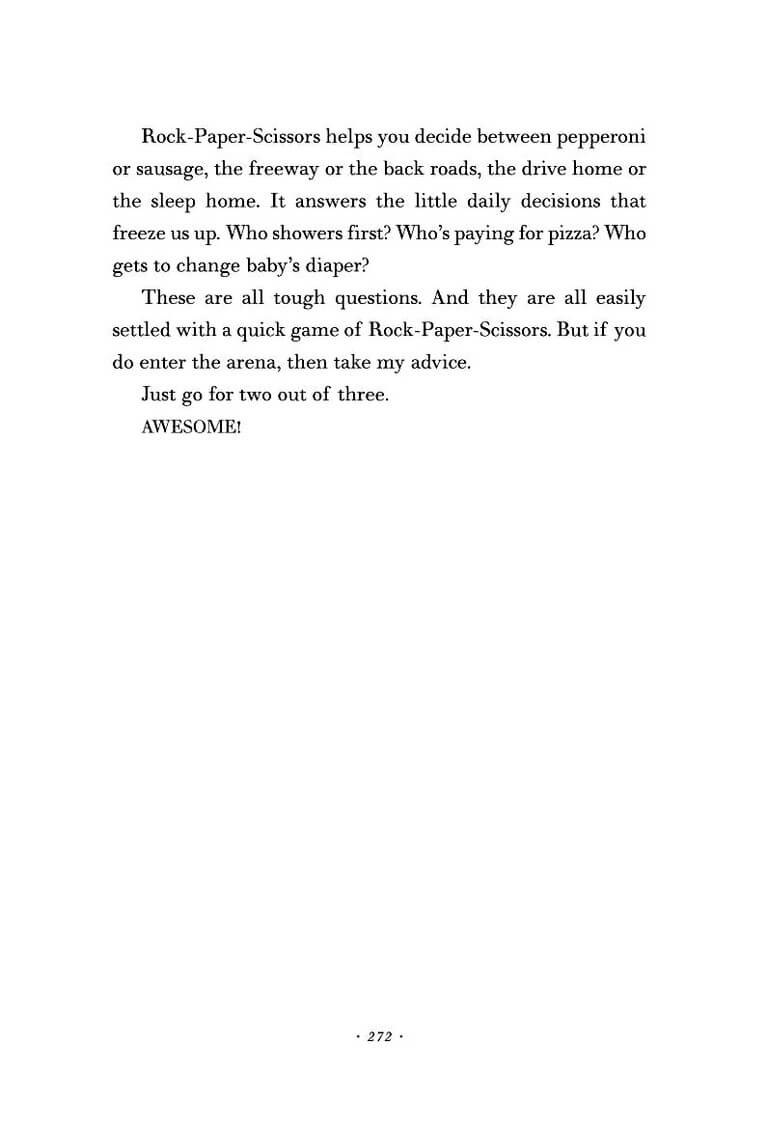 Rock-Paper-Scissors helps you decide between pepperoni
or sausage, the freeway or the back roads, the drive home or
the sleep home. It answers the little daily decisions that
freeze us up. Who showers first? Who’s paying for pizza? Who
gets to change baby’s diaper?
These are all tough questions. And they are all easily
settled with a quick game of Rock-Paper-Scissors. But if you
do enter the arena, then take my advice.
Just go for two out of three.
AWESOME!
· 272 ·